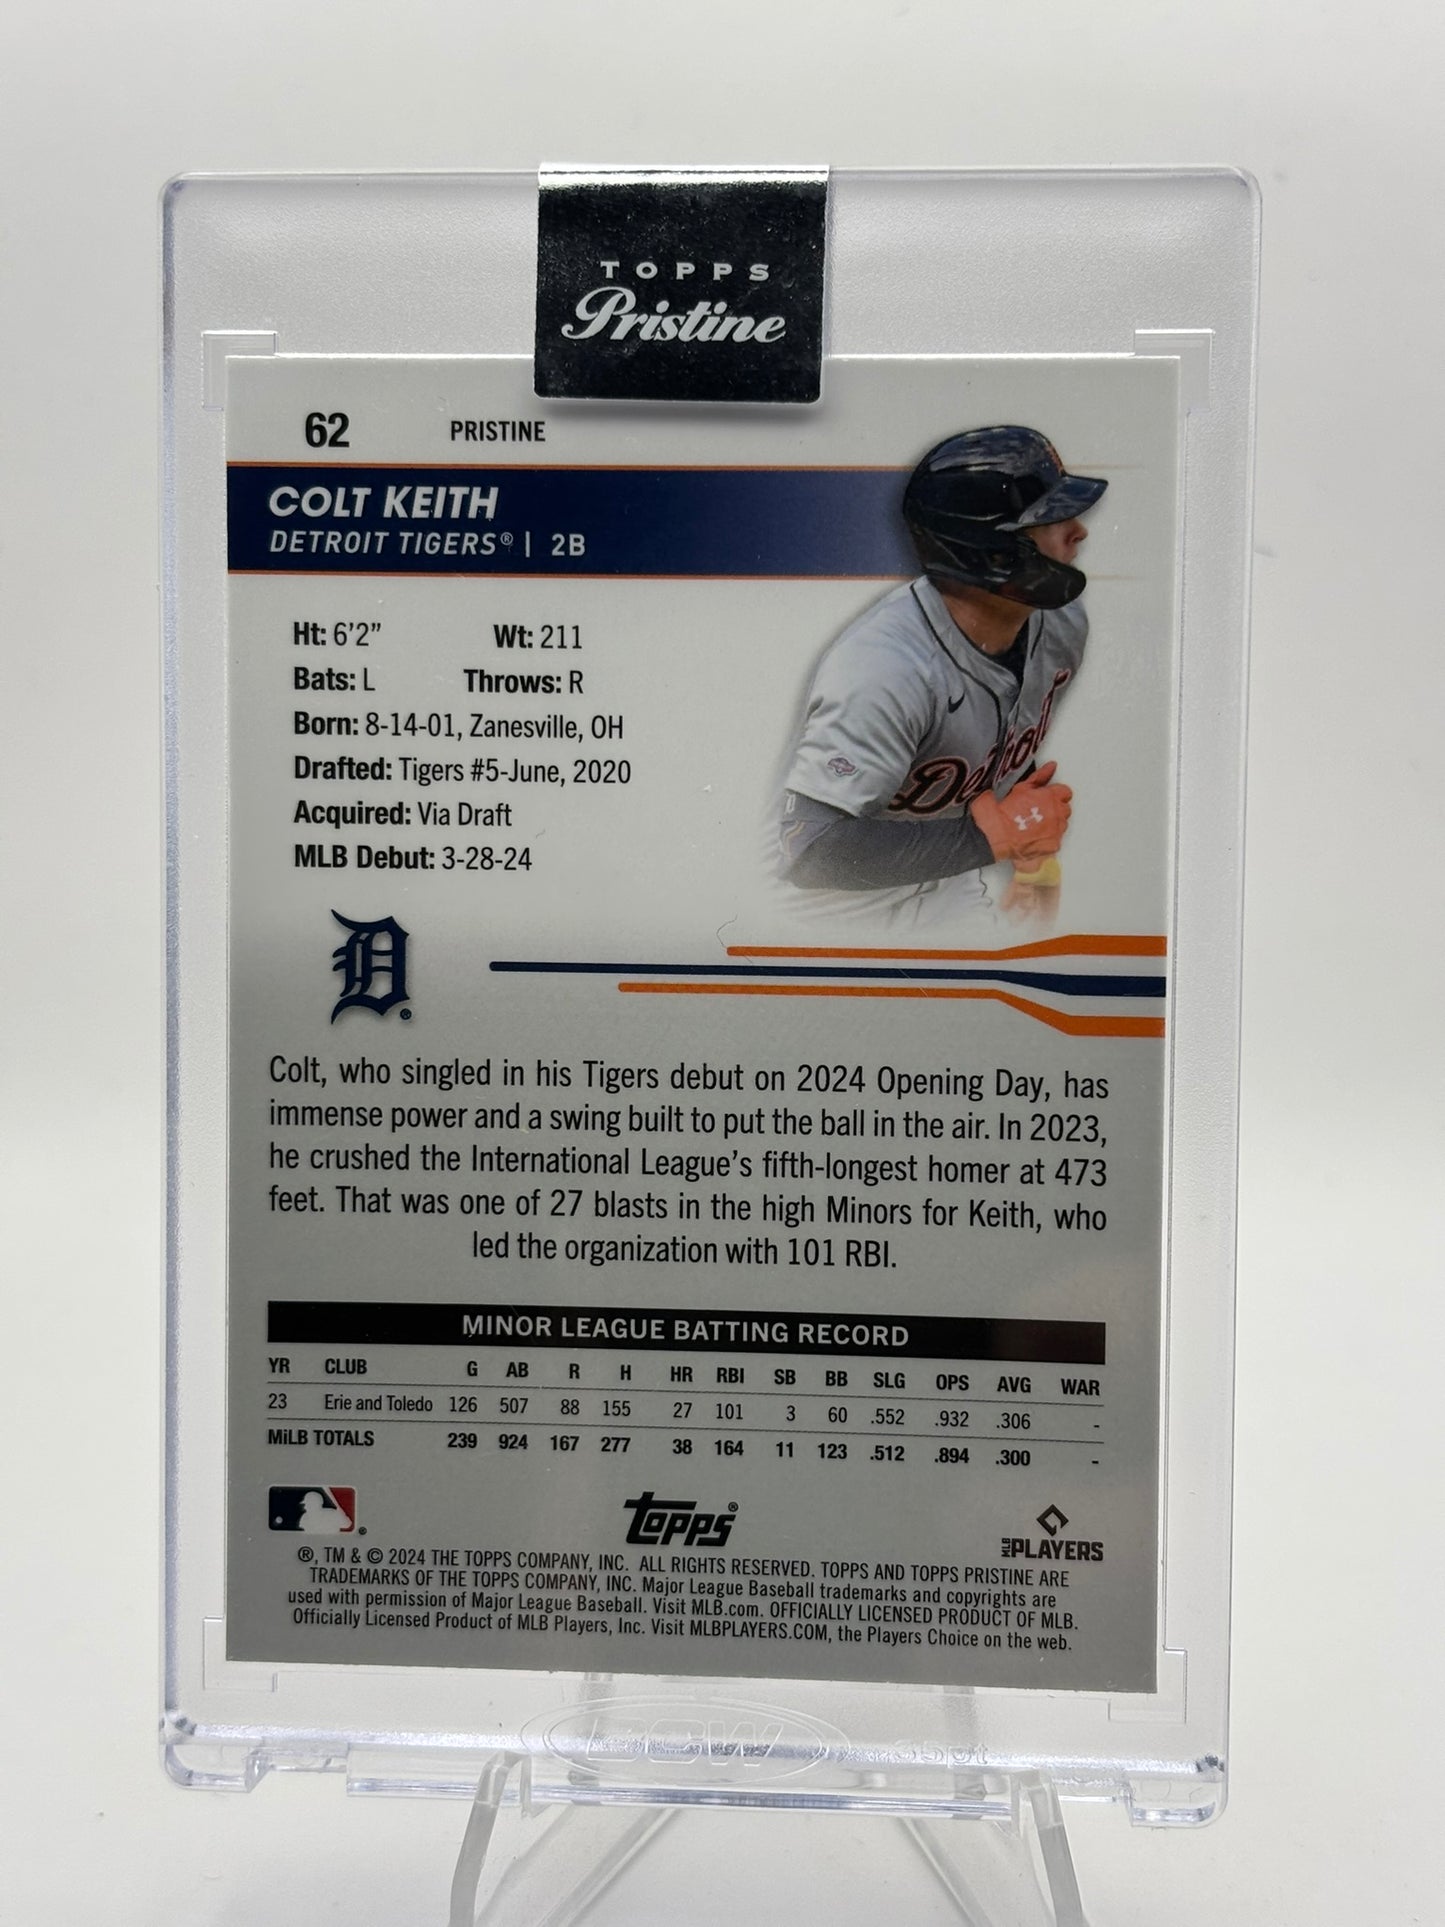 TOPPS
Pristine
62 PRISTINE
COLT KEITH
DETROIT TIGERS® | 2B
Ht: 6'2" Wt: 211
Bats: L Throws: R
Born: 8-14-01, Zanesville, OH
Drafted: Tigers #5-June, 2020
Acquired: Via Draft
MLB Debut: 3-28-24
Detroit
D®
Colt, who singled in his Tigers debut on 2024 Opening Day, has
immense power and a swing built to put the ball in the air. In 2023,
he crushed the International League's fifth-longest homer at 473
feet. That was one of 27 blasts in the high Minors for Keith, who
led the organization with 101 RBI.
MINOR LEAGUE BATTING RECORD
YR CLUB G AB R H HR RBI SB BB SLG OPS AVG WAR
23 Erie and Toledo 126 507 88 155 27 101 3 60 .552 .932 .306 -
MiLB TOTALS 239 924 167 277 38 164 11 123 .512 .894 .300 -
topps®
MLB PLAYERS
®, TM & © 2024 THE TOPPS COMPANY, INC. ALL RIGHTS RESERVED. TOPPS AND TOPPS PRISTINE ARE
TRADEMARKS OF THE TOPPS COMPANY, INC. Major League Baseball trademarks and copyrights are
used with permission of Major League Baseball. Visit MLB.com. OFFICIALLY LICENSED PRODUCT OF MLB.
Officially Licensed Product of MLB Players, Inc. Visit MLBPLAYERS.COM, the Players Choice on the web.
BCW 35pt